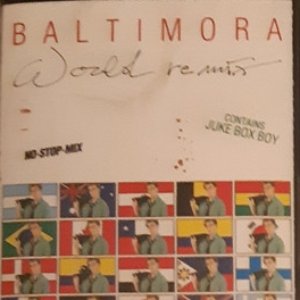 BALTIMORA
World remix
CONTAINS
JUKE BOX BOY
NO-STOP-MIX